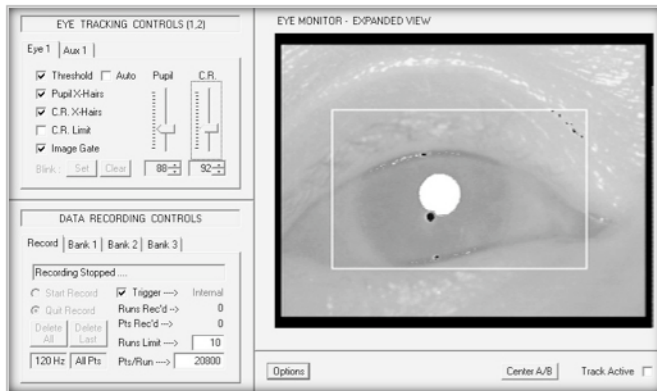 EYE TRACKING CONTROLS (1,2)
Eye 1 Aux 1
Threshold Auto Pupil C.R.
Pupil X-Hairs
C.R. X-Hairs
C.R. Limit
Image Gate
Blink : Set Clear 88 92
DATA RECORDING CONTROLS
Record Bank 1 Bank 2 Bank 3
Recording Stopped ....
Start Record Trigger ---> Internal
Quit Record Runs Rec'd --> 0
Delete All Delete Last Pts Rec'd ---> 0
Runs Limit ---> 10
120 Hz All Pts Pts/Run ----> 20800
EYE MONITOR - EXPANDED VIEW
Options Center A/B Track Active